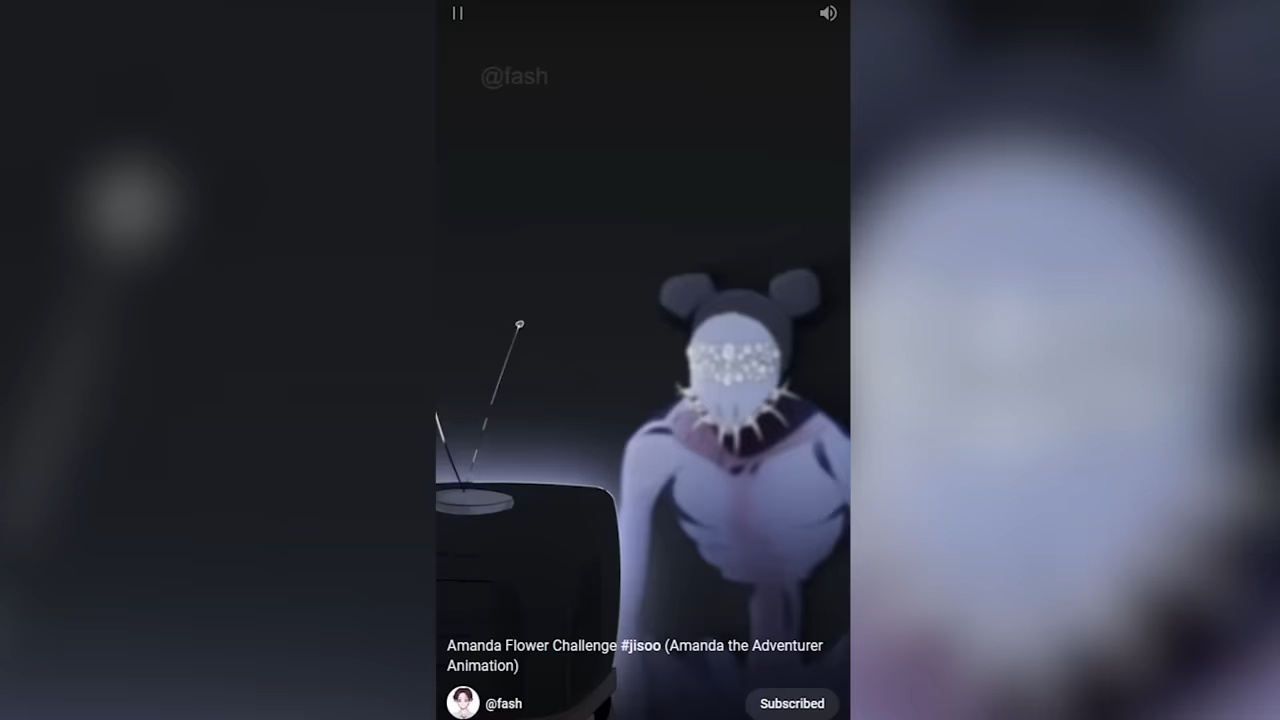 @fash
Amanda Flower Challenge #jisoo (Amanda the Adventurer
Animation)
@fash
Subscribed